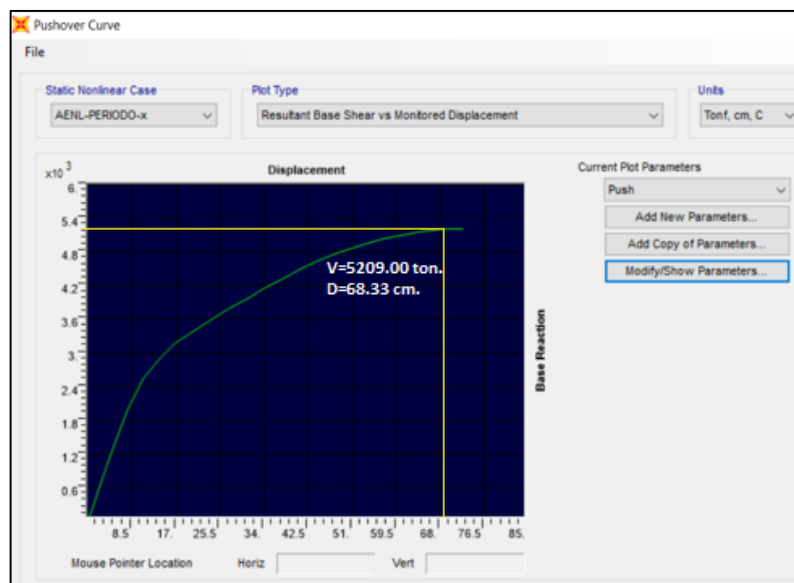 Pushover Curve
File
Static Nonlinear Case
Plot Type
Units
AENL-PERIODO-x
Resultant Base Shear vs Monitored Displacement
Tonf, cm, C
Displacement
x10 3
6.
5.4
4.8
4.2
3.6
3.
2.4
1.8
1.2
0.6
V=5209.00 ton.
D=68.33 cm.
Base Reaction
8.5 17. 25.5 34. 42.5 51. 59.5 68. 76.5 85.
Current Plot Parameters
Push
Add New Parameters...
Add Copy of Parameters...
Modify/Show Parameters...
Mouse Pointer Location Horiz Vert